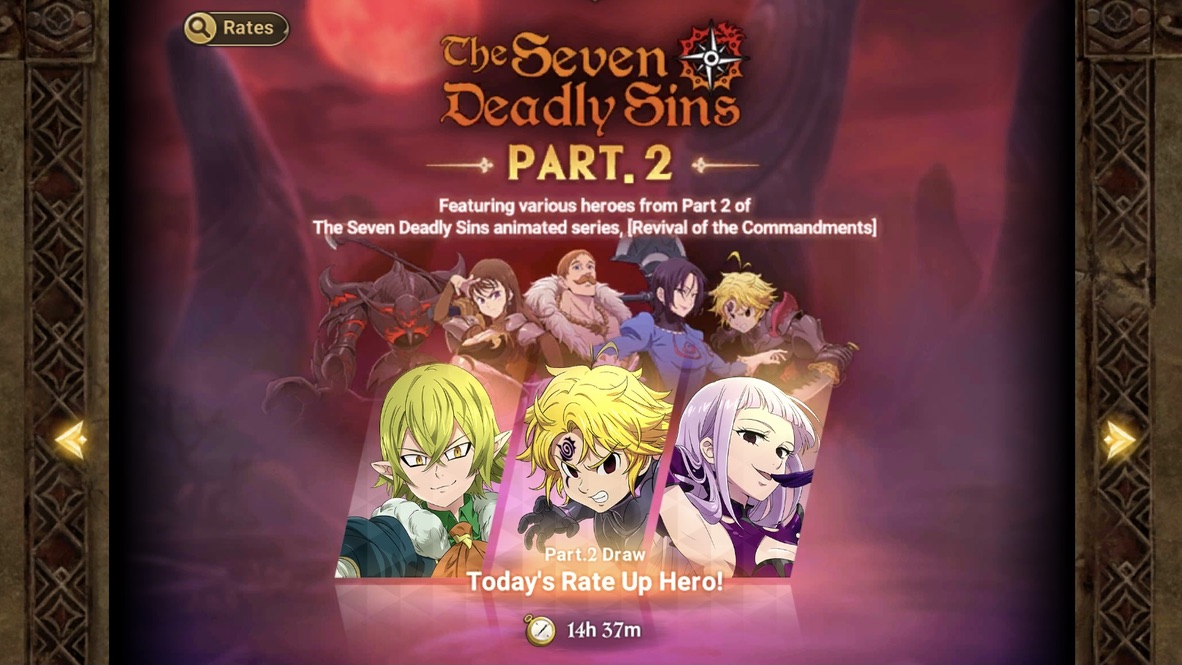 Rates
The Seven
Deadly Sins
PART. 2
Featuring various heroes from Part 2 of
The Seven Deadly Sins animated series, [Revival of the Commandments]
Part.2 Draw
Today's Rate Up Hero!
14h 37m